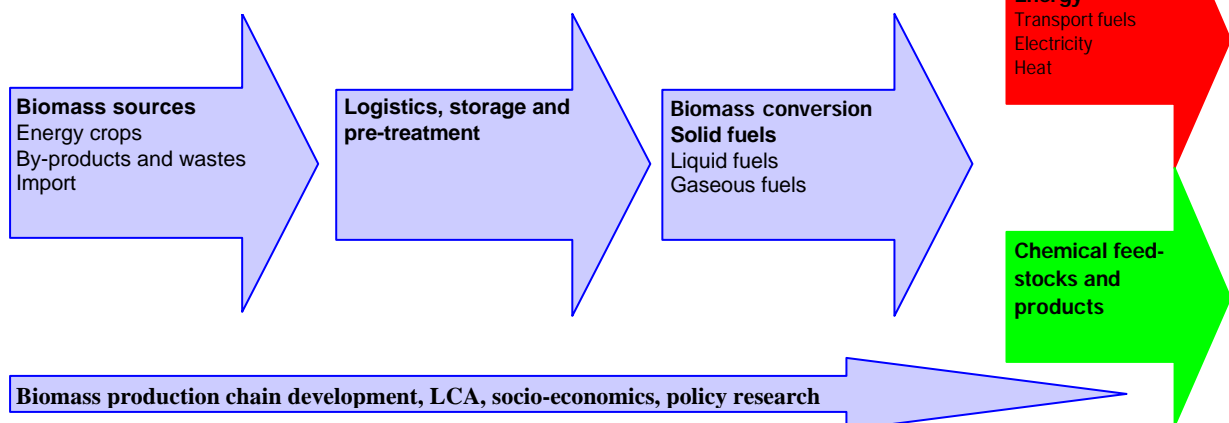 Biomass sources
Energy crops
By-products and wastes
Import
Logistics, storage and
pre-treatment
Biomass conversion
Solid fuels
Liquid fuels
Gaseous fuels
Energy
Transport fuels
Electricity
Heat
Chemical feed-
stocks and
products
Biomass production chain development, LCA, socio-economics, policy research